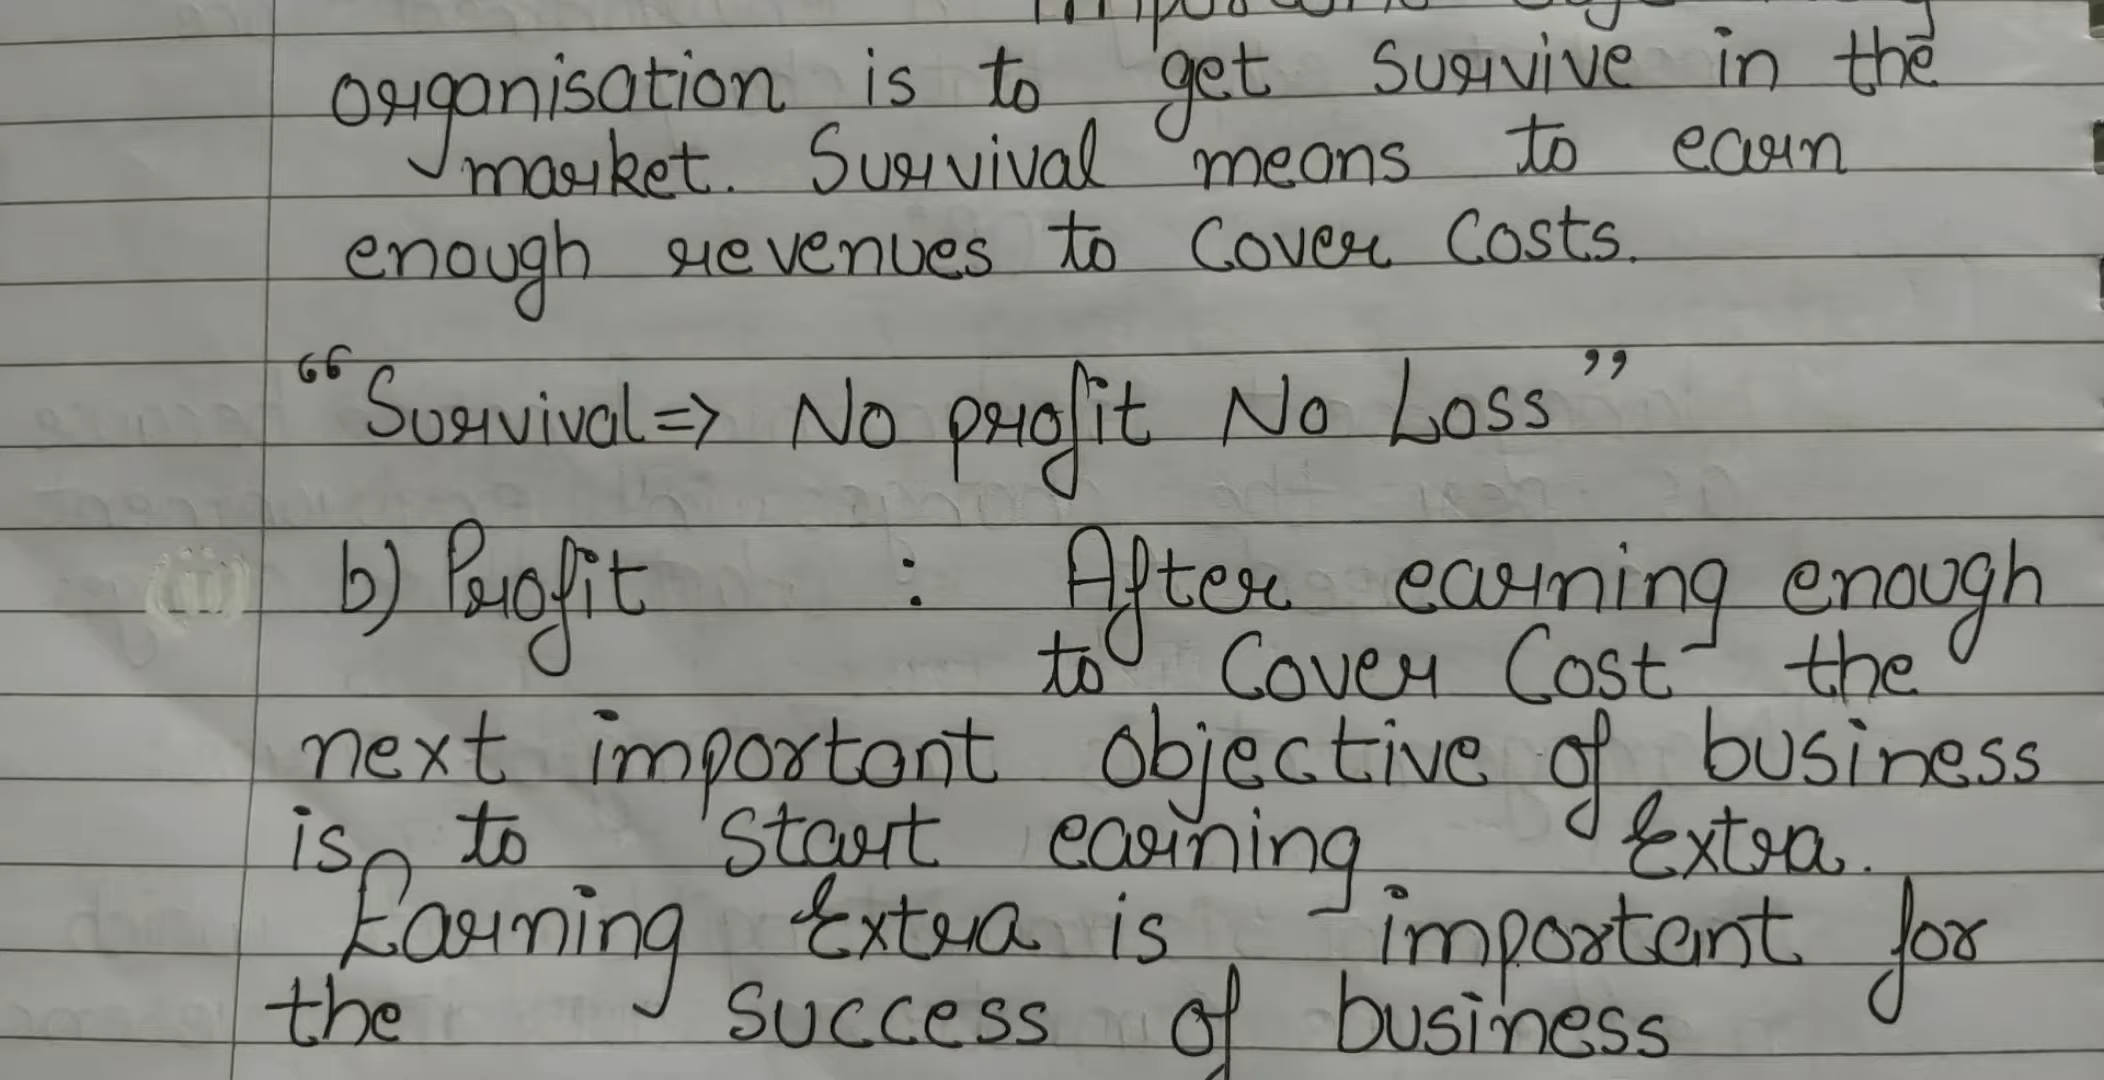 organisation is to get survive in the
market. Survival means to earn
enough revenues to Cover Costs.
"Survival => No profit No Loss"
b) Profit : After earning enough
to Cover Cost the
next important objective of business
is to start earning Extra.
Earning Extra is important for
the success of business